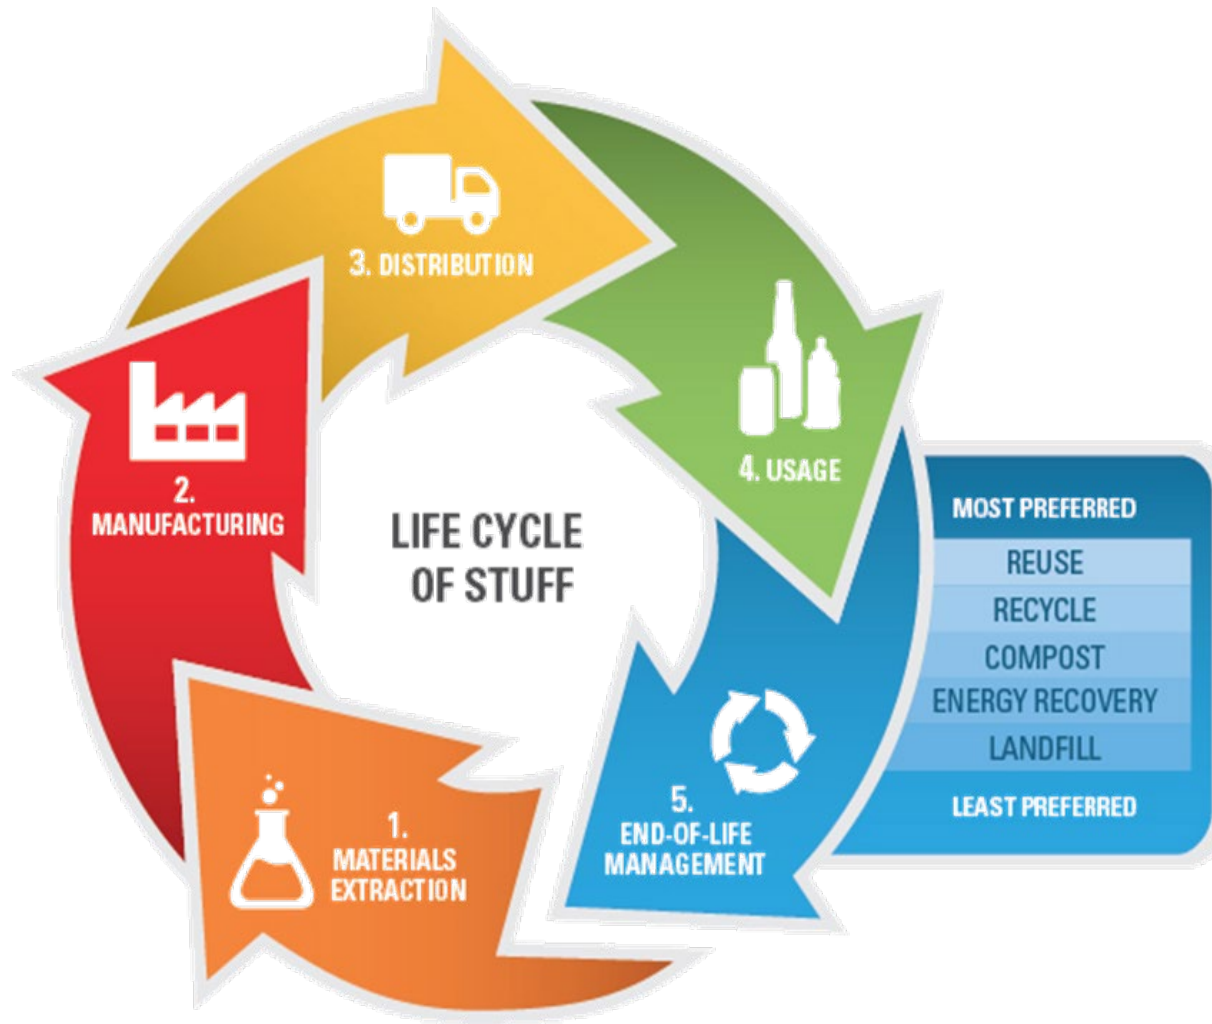 LIFE CYCLE
OF STUFF
1.
MATERIALS
EXTRACTION
2.
MANUFACTURING
3. DISTRIBUTION
4. USAGE
5.
END-OF-LIFE
MANAGEMENT
MOST PREFERRED
REUSE
RECYCLE
COMPOST
ENERGY RECOVERY
LANDFILL
LEAST PREFERRED